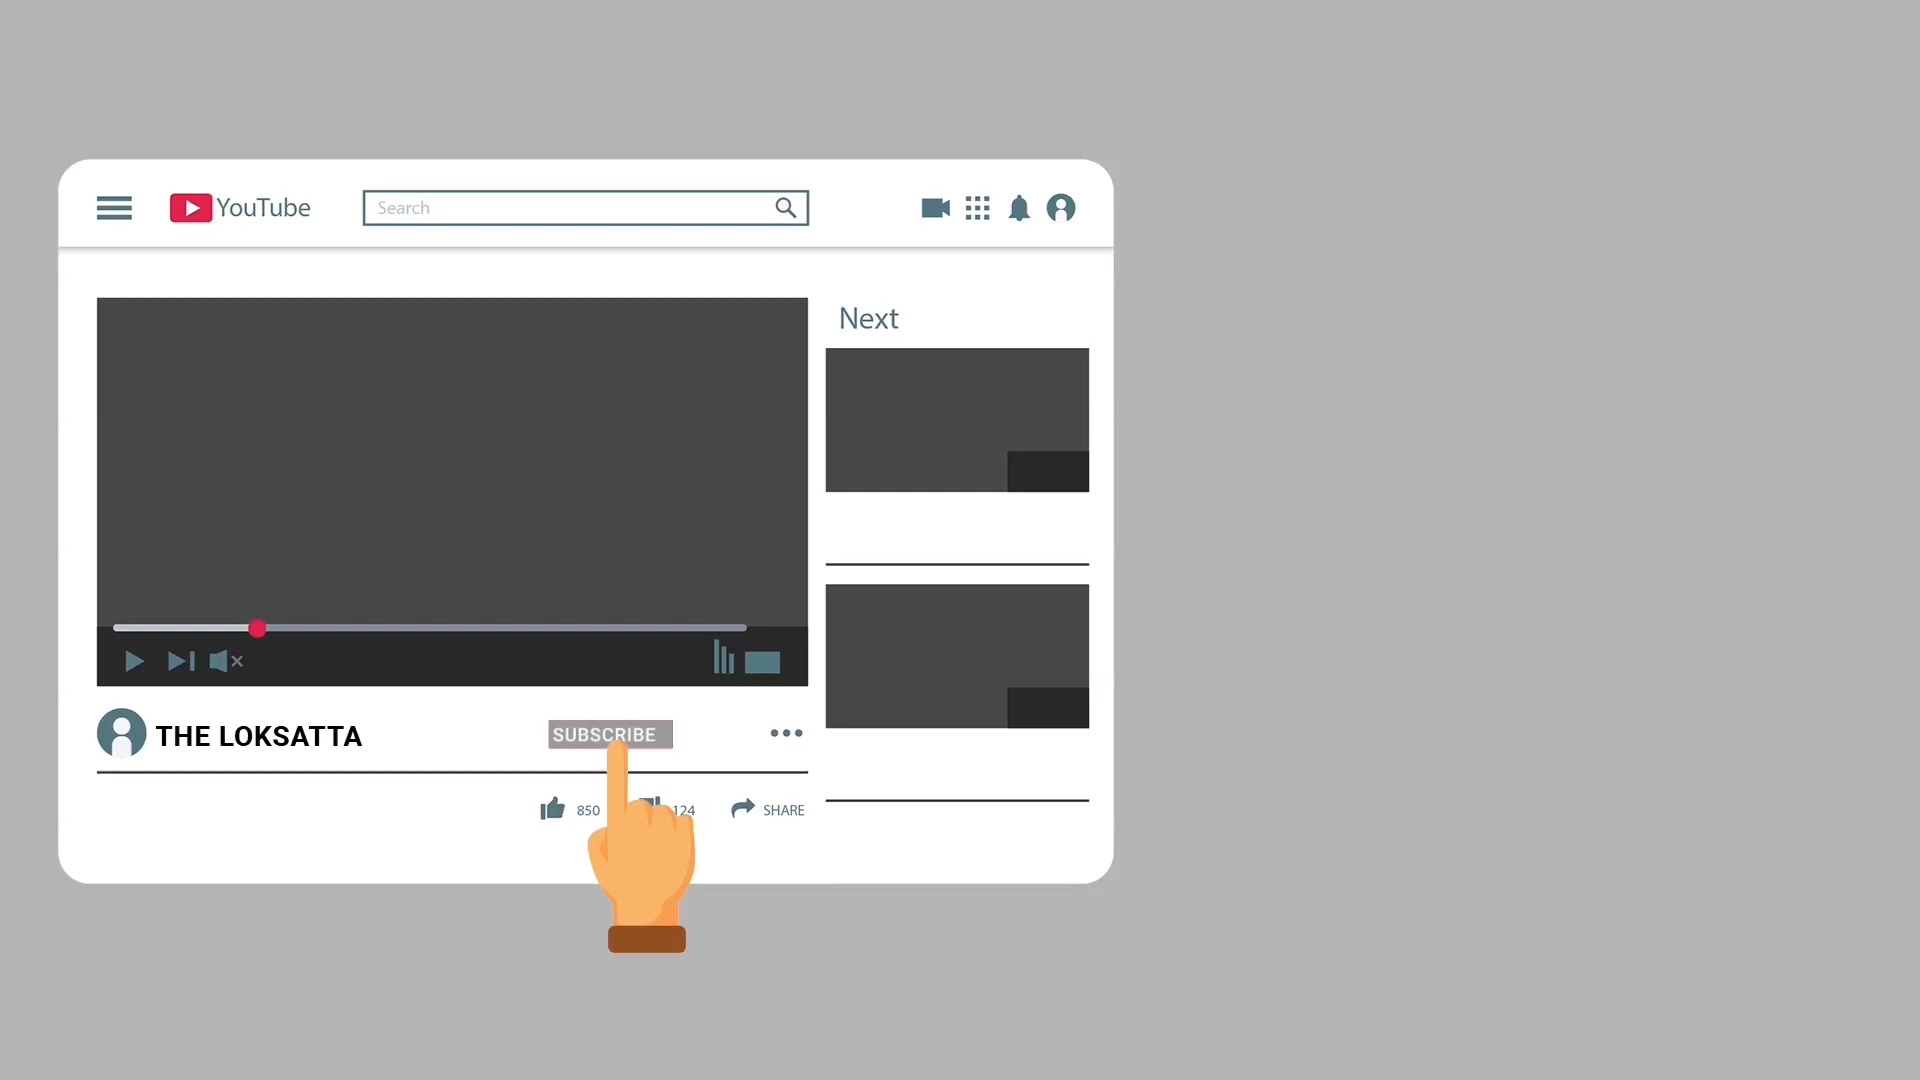 YouTube
Search
Next
THE LOKSATTA
SUBSCRIBE
850
124
SHARE